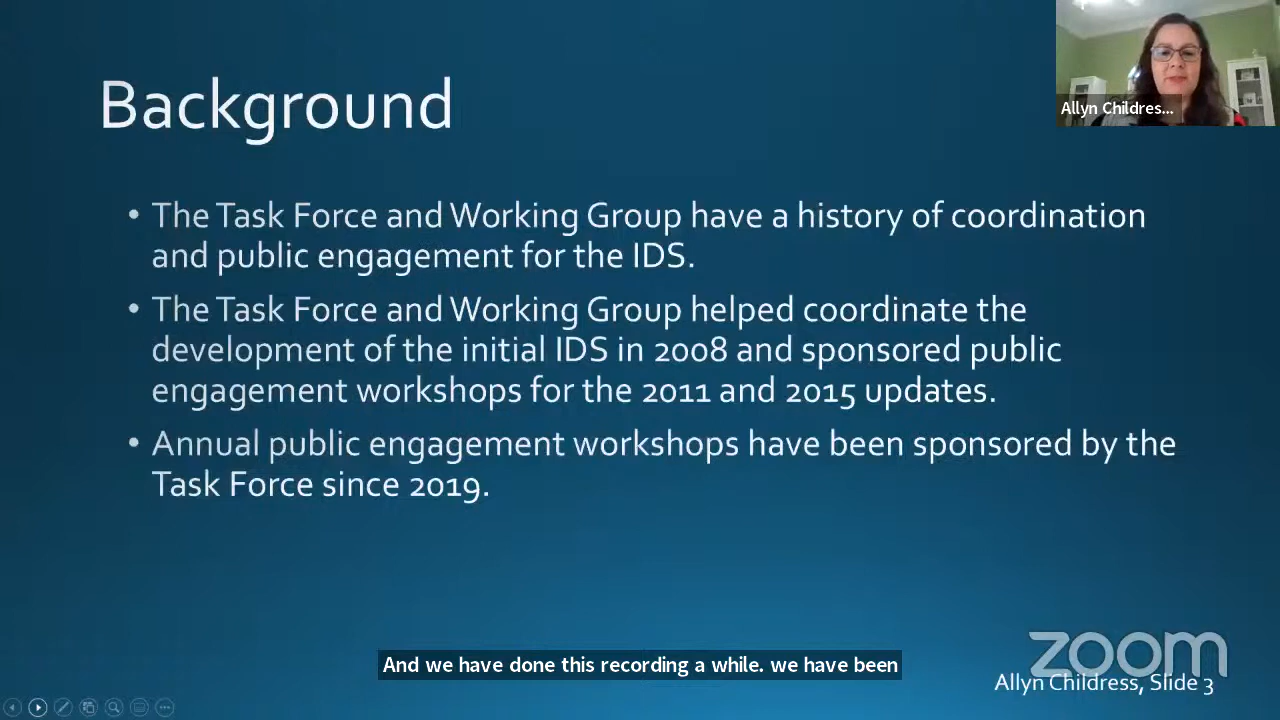 Background
Allyn Childres...
• The Task Force and Working Group have a history of coordination
and public engagement for the IDS.
• The Task Force and Working Group helped coordinate the
development of the initial IDS in 2008 and sponsored public
engagement workshops for the 2011 and 2015 updates.
• Annual public engagement workshops have been sponsored by the
Task Force since 2019.
And we have done this recording a while. we have been
zoom
Allyn Childress, Slide 3